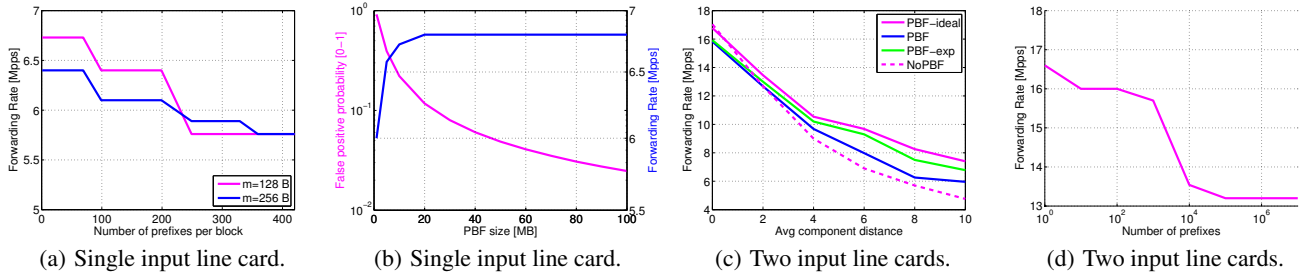 7
6.5
6
5.5
5
0 100 200 300 400
Forwarding Rate [Mpps]
Number of prefixes per block
m=128 B
m=256 B
(a) Single input line card.
10^0
10^-1
10^-2
0 20 40 60 80 100
7
6.5
6
5.5
False positive probability [0-1]
Forwarding Rate [Mpps]
PBF size [MB]
(b) Single input line card.
18
16
14
12
10
8
6
4
0 2 4 6 8 10
Forwarding Rate [Mpps]
Avg component distance
PBF-ideal
PBF
PBF-exp
NoPBF
(c) Two input line cards.
18
17
16
15
14
13
10^0 10^2 10^4 10^6
Forwarding Rate [Mpps]
Number of prefixes
(d) Two input line cards.